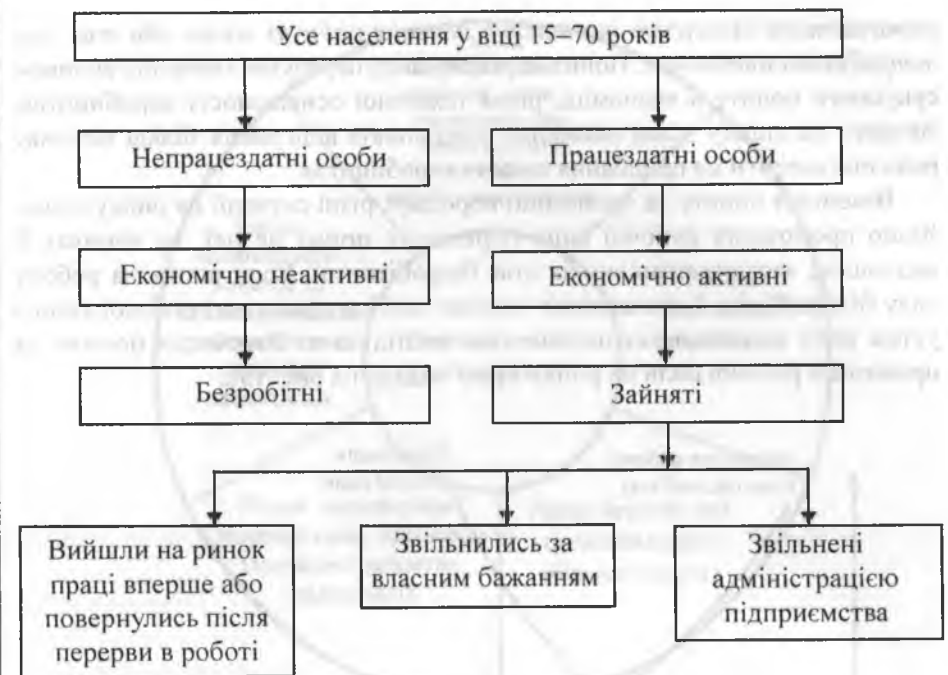 Усе населення у віці 15–70 років
Непрацездатні особи
Працездатні особи
Економічно неактивні
Економічно активні
Безробітні
Зайняті
Вийшли на ринок
праці вперше або
повернулись після
перерви в роботі
Звільнились за
власним бажанням
Звільнені
адміністрацією
підприємства